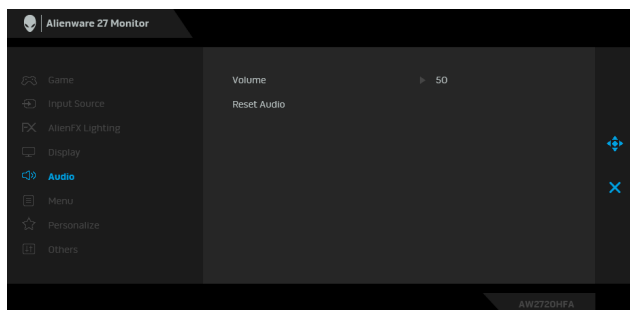 Alienware 27 Monitor
Game
Input Source
AlienFX Lighting
Display
Audio
Menu
Personalize
Others
Volume 50
Reset Audio
AW2720HFA